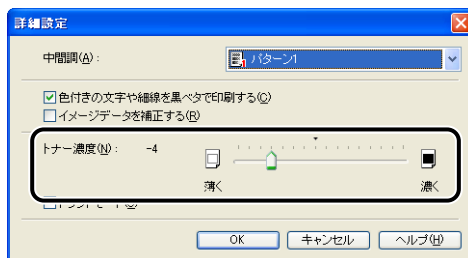 詳細設定
中間調(A):
パターン1
色付きの文字や細線を黒ベタで印刷する(C)
イメージデータを補正する(R)
トナー濃度(N): -4
薄く 濃く
OK キャンセル ヘルプ(H)